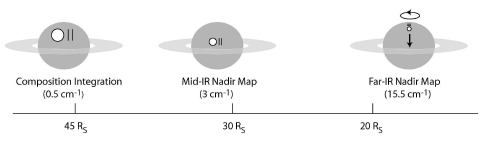 Composition Integration
(0.5 cm-1)
Mid-IR Nadir Map
(3 cm-1)
Far-IR Nadir Map
(15.5 cm-1)
45 RS
30 RS
20 RS